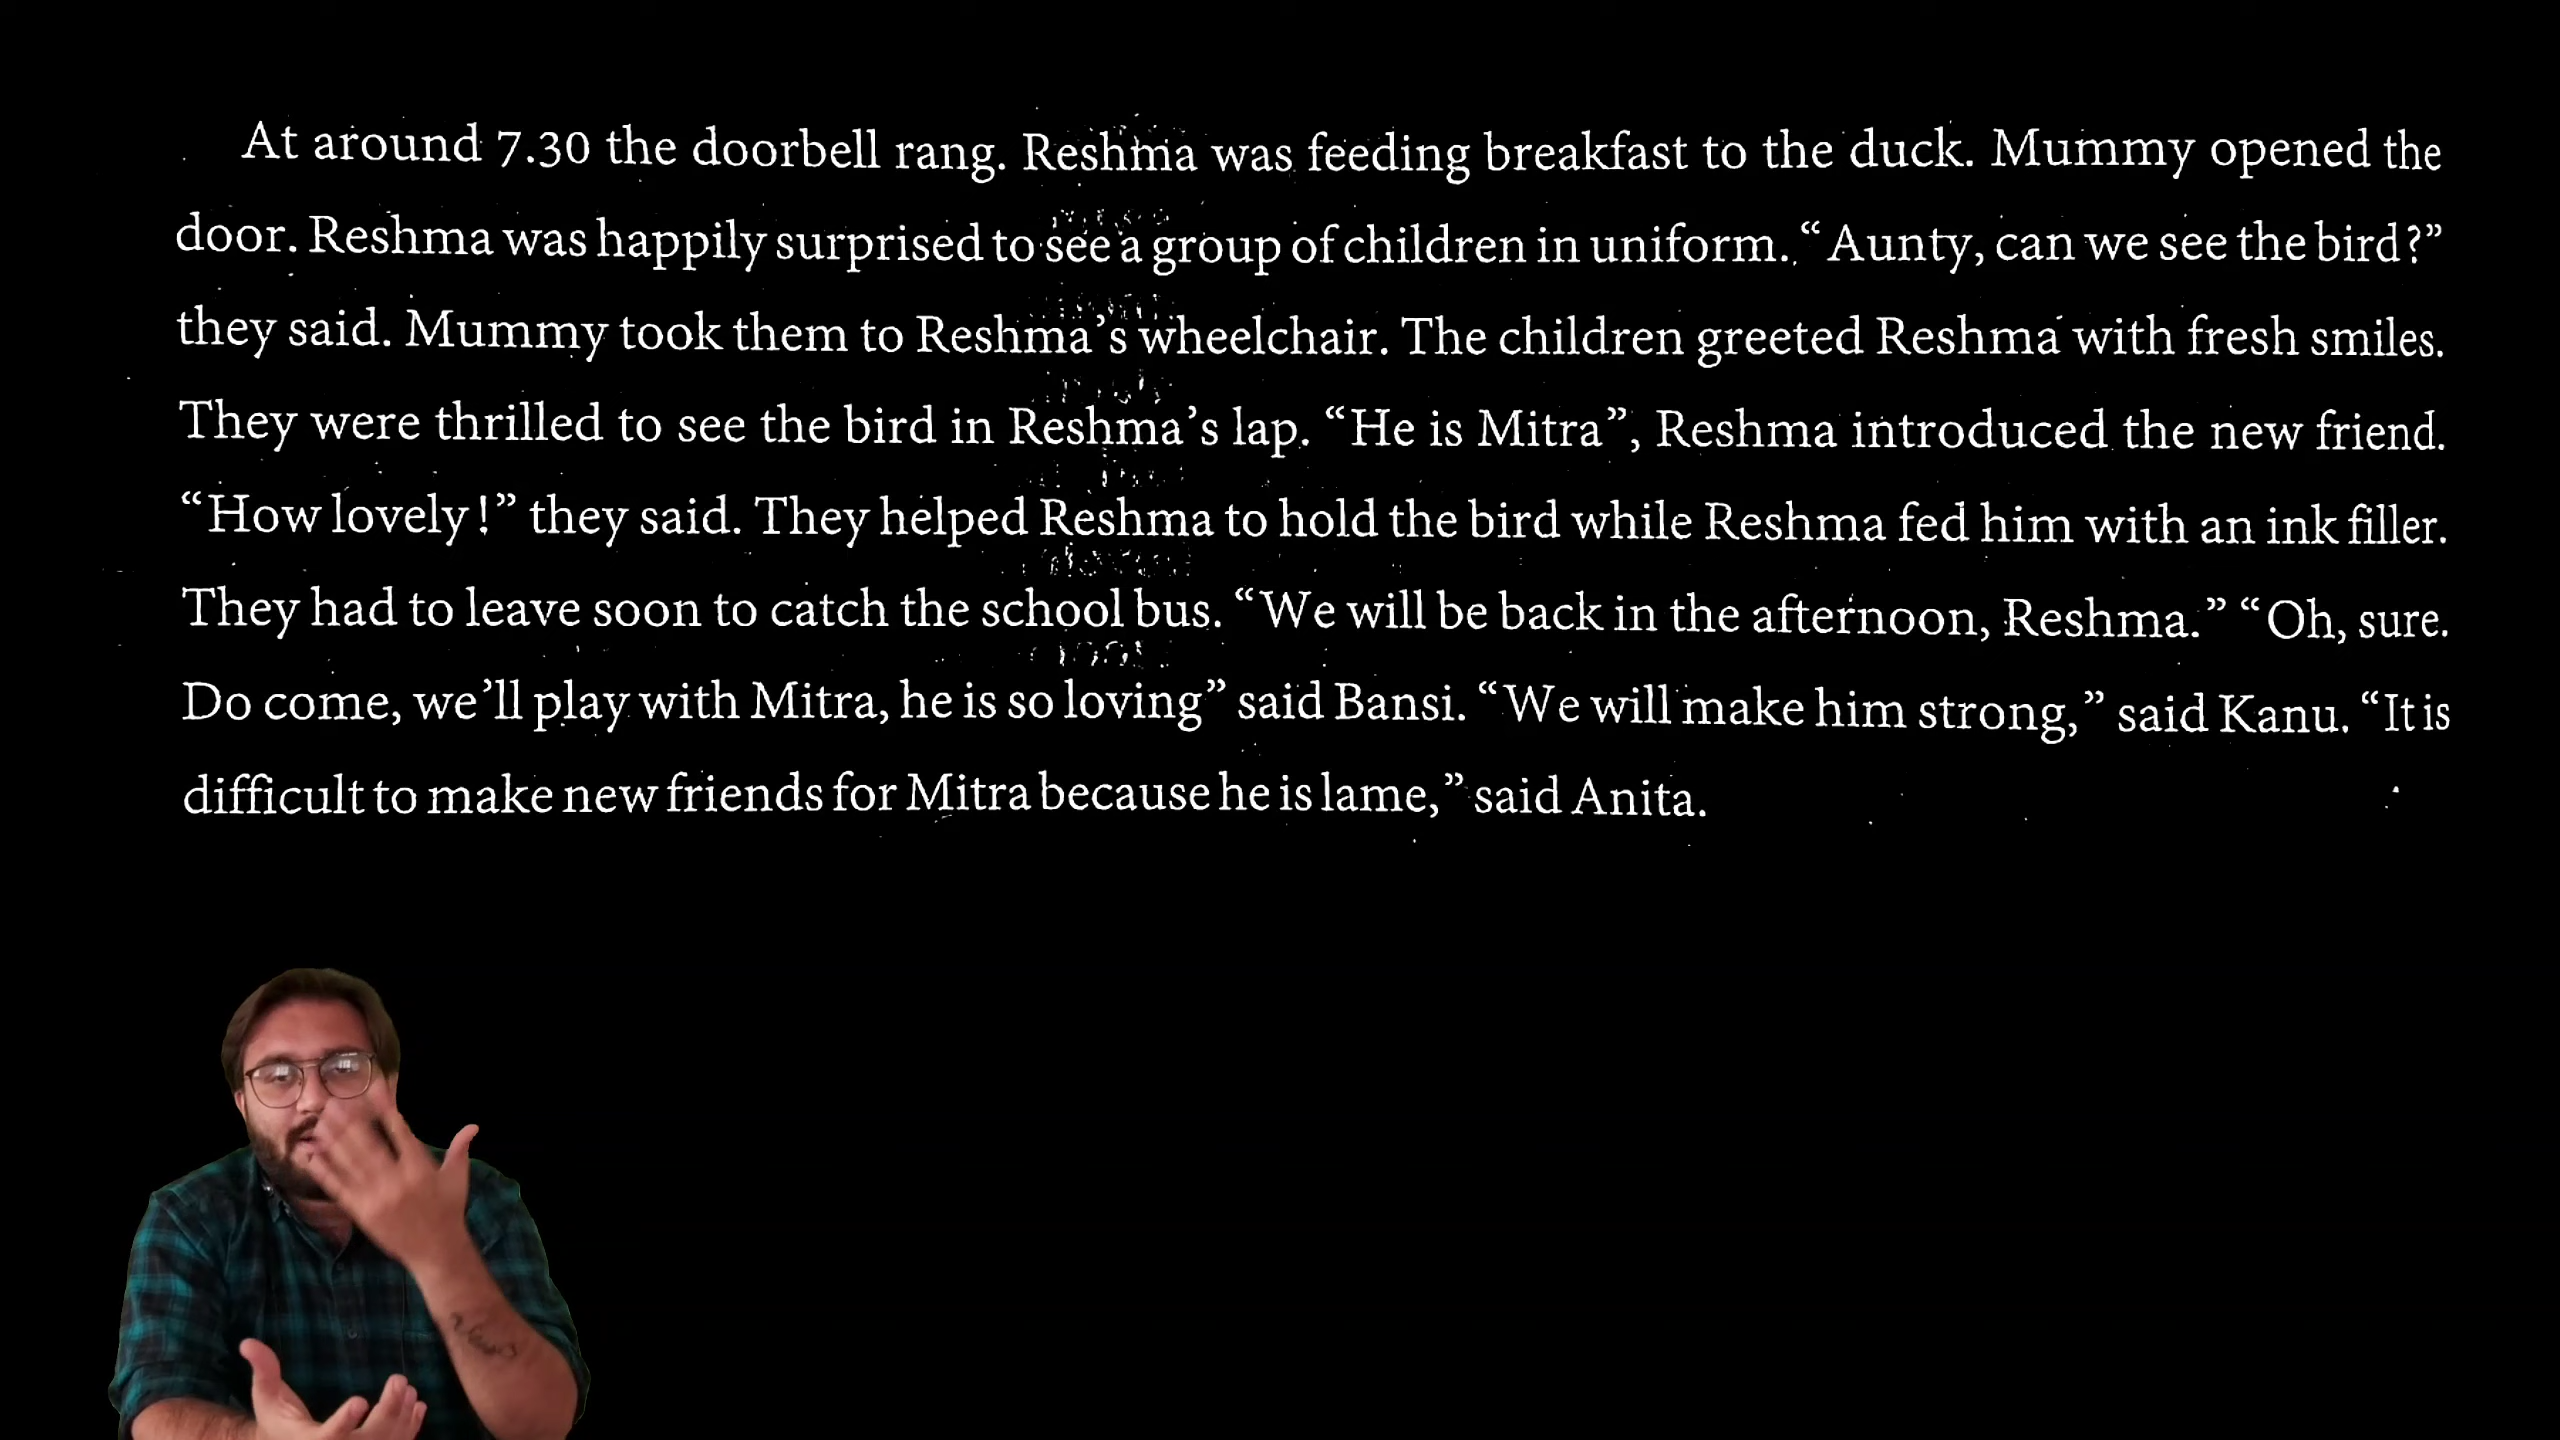 At around 7.30 the doorbell rang. Reshma was feeding breakfast to the duck. Mummy opened the
door. Reshma was happily surprised to see a group of children in uniform. “Aunty, can we see the bird?”
they said. Mummy took them to Reshma’s wheelchair. The children greeted Reshma with fresh smiles.
They were thrilled to see the bird in Reshma’s lap. “He is Mitra”, Reshma introduced the new friend.
“How lovely!” they said. They helped Reshma to hold the bird while Reshma fed him with an ink filler.
They had to leave soon to catch the school bus. “We will be back in the afternoon, Reshma.” “Oh, sure.
Do come, we’ll play with Mitra, he is so loving” said Bansi. “We will make him strong,” said Kanu. “It is
difficult to make new friends for Mitra because he is lame,” said Anita.